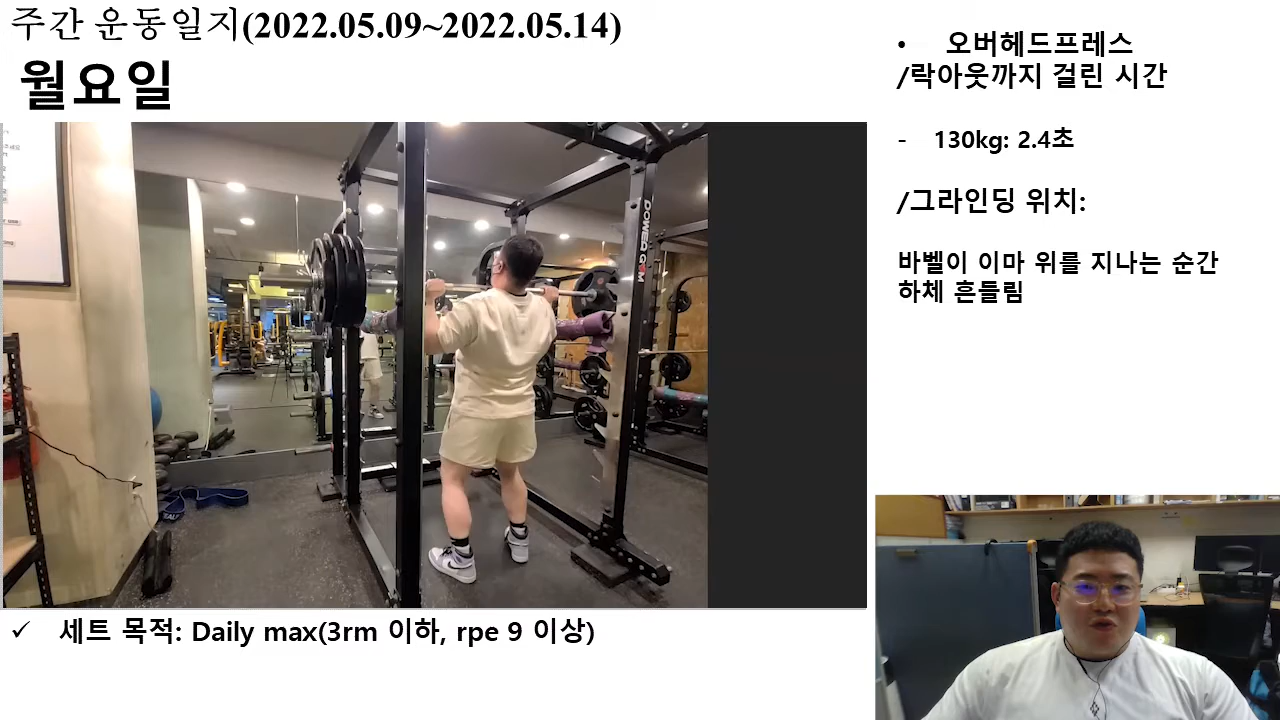 주간 운동일지(2022.05.09~2022.05.14)
월요일
• 오버헤드프레스
/락아웃까지 걸린 시간
- 130kg: 2.4초
/그라인딩 위치:
바벨이 이마 위를 지나는 순간
하체 흔들림
POWER GYM
✓ 세트 목적: Daily max(3rm 이하, rpe 9 이상)